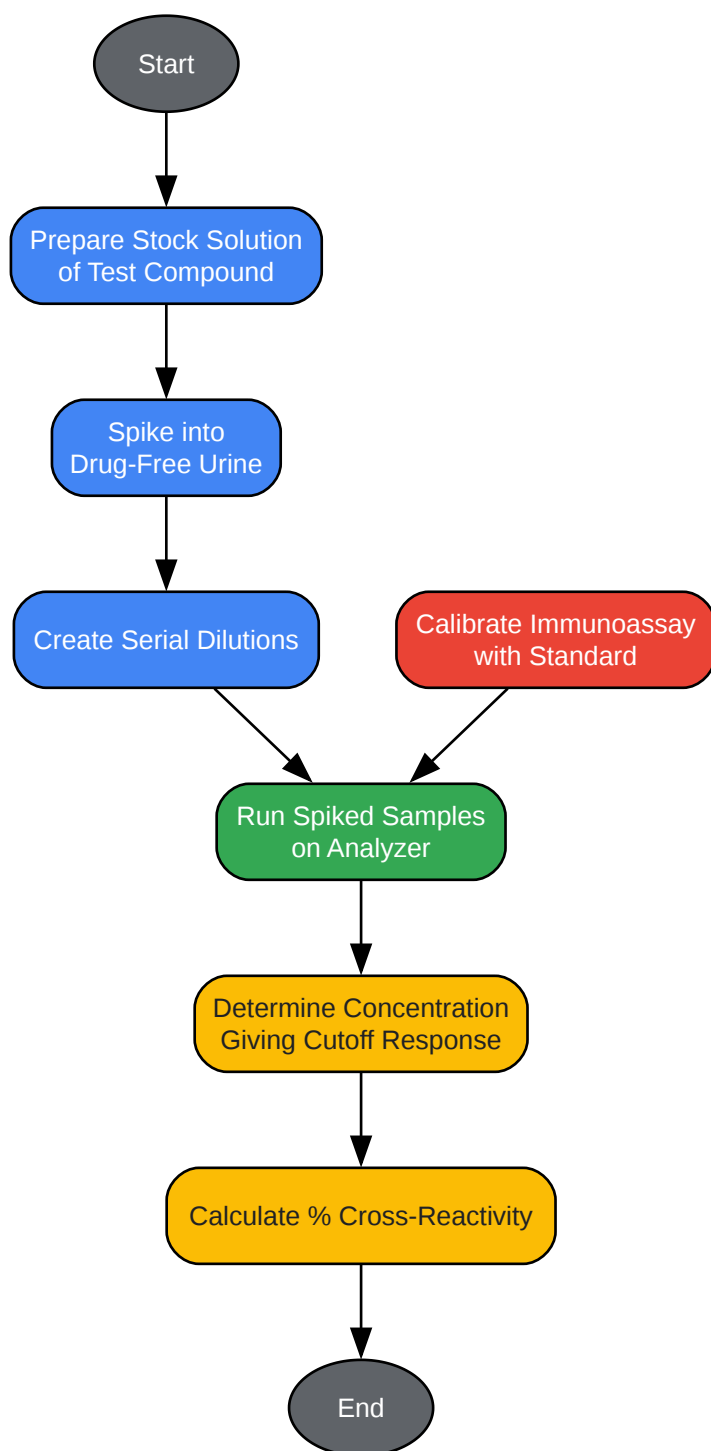 Start
Prepare Stock Solution
of Test Compound
Spike into
Drug-Free Urine
Create Serial Dilutions
Calibrate Immunoassay
with Standard
Run Spiked Samples
on Analyzer
Determine Concentration
Giving Cutoff Response
Calculate % Cross-Reactivity
End